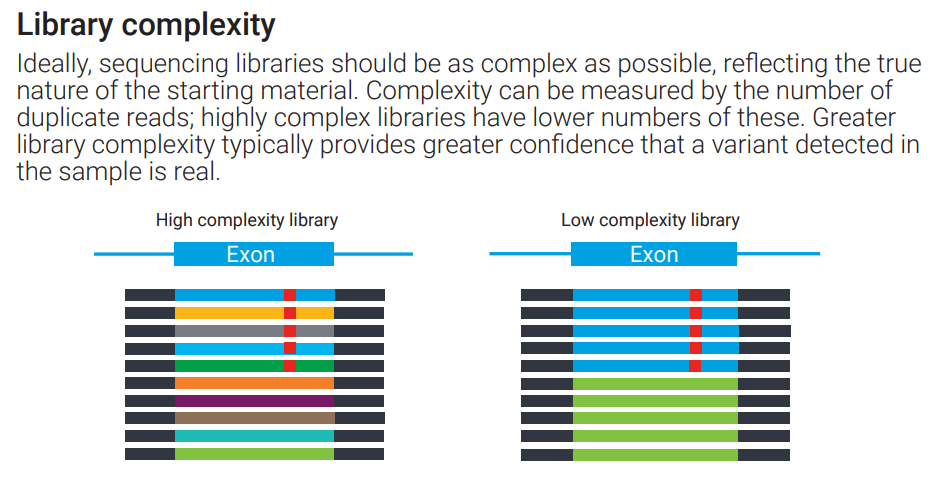 Library complexity
Ideally, sequencing libraries should be as complex as possible, reflecting the true
nature of the starting material. Complexity can be measured by the number of
duplicate reads; highly complex libraries have lower numbers of these. Greater
library complexity typically provides greater confidence that a variant detected in
the sample is real.
High complexity library
Low complexity library
Exon
Exon